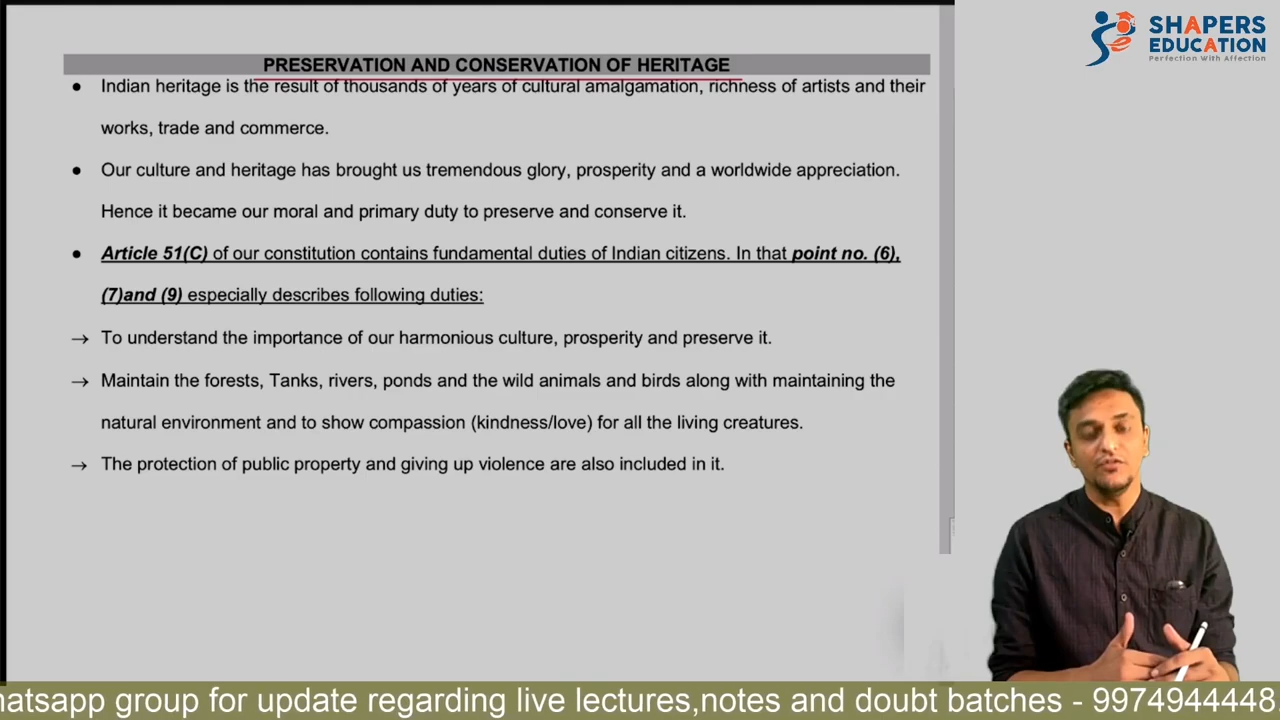 SHAPERS
EDUCATION
Perfection With Affection
PRESERVATION AND CONSERVATION OF HERITAGE
● Indian heritage is the result of thousands of years of cultural amalgamation, richness of artists and their
works, trade and commerce.
● Our culture and heritage has brought us tremendous glory, prosperity and a worldwide appreciation.
Hence it became our moral and primary duty to preserve and conserve it.
● Article 51(C) of our constitution contains fundamental duties of Indian citizens. In that point no. (6),
(7)and (9) especially describes following duties:
→ To understand the importance of our harmonious culture, prosperity and preserve it.
→ Maintain the forests, Tanks, rivers, ponds and the wild animals and birds along with maintaining the
natural environment and to show compassion (kindness/love) for all the living creatures.
→ The protection of public property and giving up violence are also included in it.
hatsapp group for update regarding live lectures,notes and doubt batches - 9974944448.